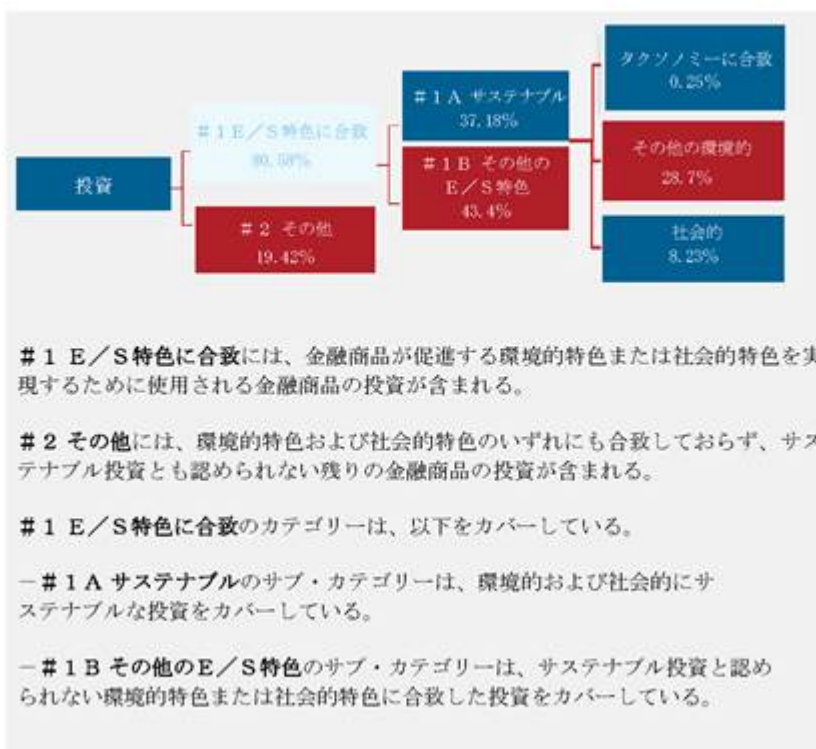 投資
＃１E／S特色に合致
80.58%
＃２ その他
19.42%
＃１A サステナブル
37.18%
＃１B その他の
E／S特色
43.4%
タクソノミーに合致
0.25%
その他の環境的
28.7%
社会的
8.23%
＃１ E／S特色に合致には、金融商品が促進する環境的特色または社会的特色を実
現するために使用される金融商品の投資が含まれる。
＃２ その他には、環境的特色および社会的特色のいずれにも合致しておらず、サス
テナブル投資とも認められない残りの金融商品の投資が含まれる。
＃１ E／S特色に合致のカテゴリーは、以下をカバーしている。
－＃１A サステナブルのサブ・カテゴリーは、環境的および社会的にサ
ステナブルな投資をカバーしている。
－＃１B その他のE／S特色のサブ・カテゴリーは、サステナブル投資と認め
られない環境的特色または社会的特色に合致した投資をカバーしている。